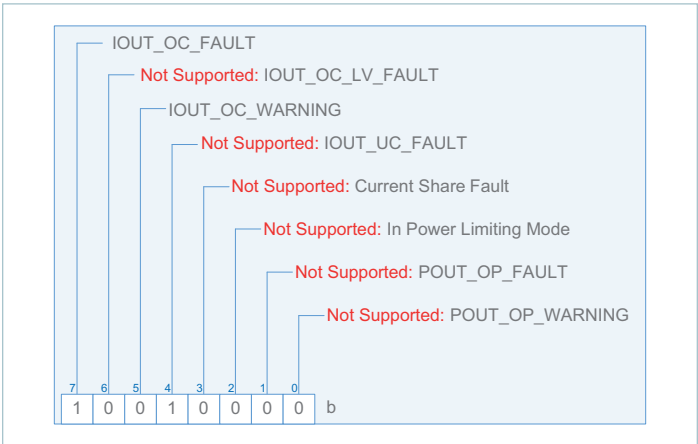 IOUT_OC_FAULT
Not Supported: IOUT_OC_LV_FAULT
IOUT_OC_WARNING
Not Supported: IOUT_UC_FAULT
Not Supported: Current Share Fault
Not Supported: In Power Limiting Mode
Not Supported: POUT_OP_FAULT
Not Supported: POUT_OP_WARNING
7 6 5 4 3 2 1 0
1 0 0 1 0 0 0 0 b